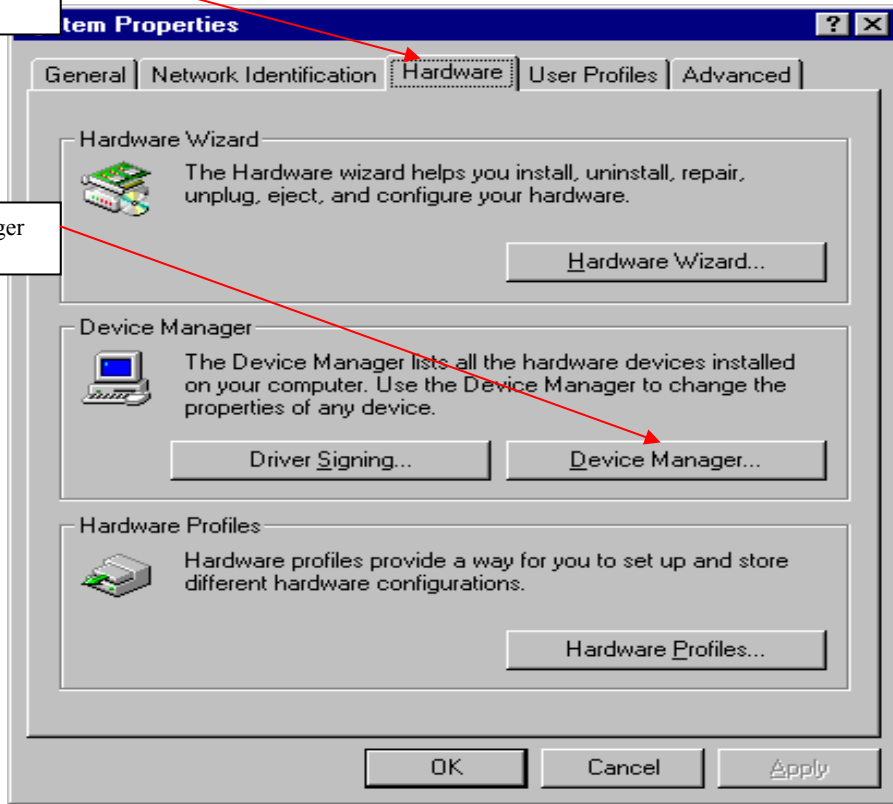 tem Properties
General Network Identification Hardware User Profiles Advanced
Hardware Wizard
The Hardware wizard helps you install, uninstall, repair,
unplug, eject, and configure your hardware.
Hardware Wizard...
ger
Device Manager
The Device Manager lists all the hardware devices installed
on your computer. Use the Device Manager to change the
properties of any device.
Driver Signing... Device Manager...
Hardware Profiles
Hardware profiles provide a way for you to set up and store
different hardware configurations.
Hardware Profiles...
OK Cancel Apply